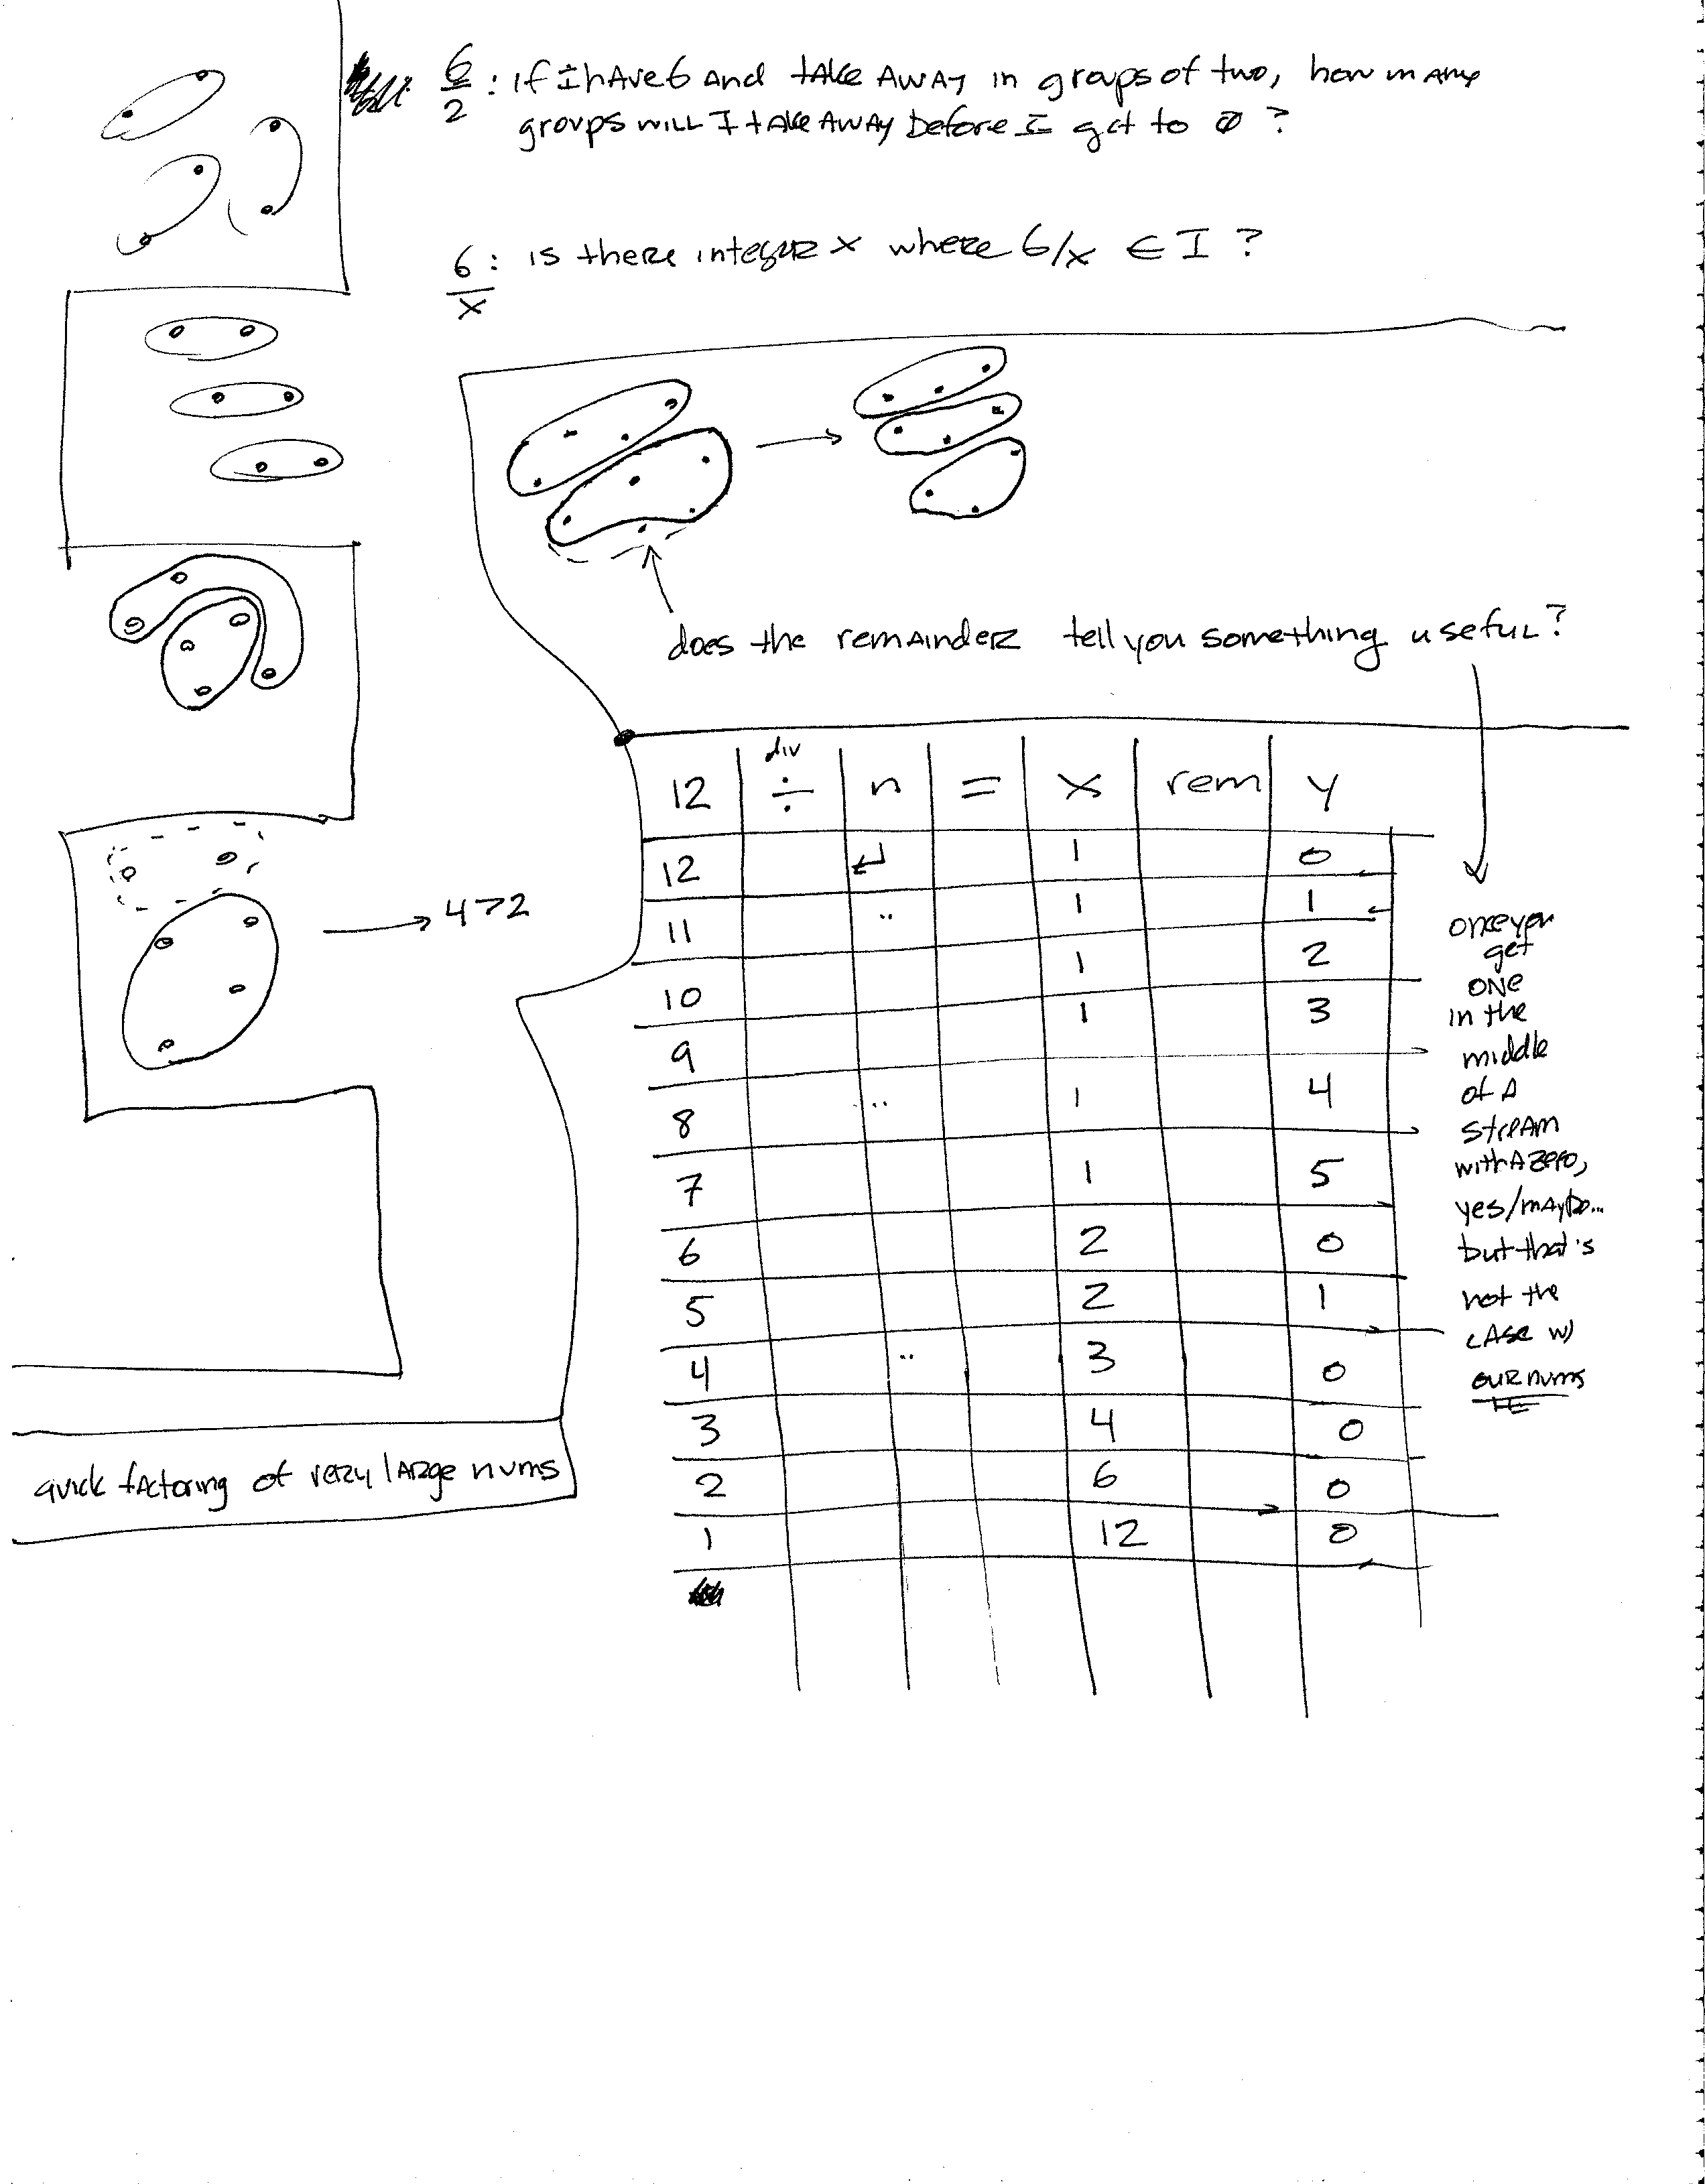 6/2 : if I have 6 and take away in groups of two, how many
groups will I take away before I get to Ø ?
6/x : is there integer x where 6/x ∈ I ?
does the remainder tell you something useful?
→ 4>2
12 | div ÷ | n | = | x | rem | y
12 1 0
11 " 1 1
10 1 2
9 1 3
8 " 1 4
7 1 5
6 2 0
5 2 1
4 " 3 0
3 4 0
2 6 0
1 12 0
once you
get
ONE
in the
middle
of a
stream
with a zero,
yes/maybe...
but that's
not the
case w/
our nums
quick factoring of very large nums